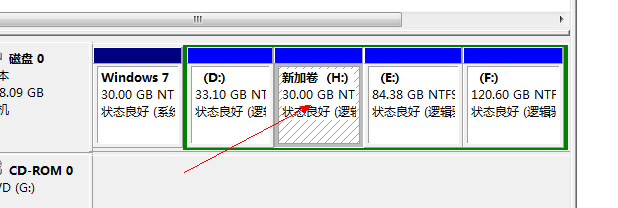 磁盘 0
本
8.09 GB
机
Windows 7
30.00 GB NT
状态良好 (系统
(D:)
33.10 GB NT
状态良好 (逻辑
新加卷 (H:)
30.00 GB NT
状态良好 (逻辑
(E:)
84.38 GB NTFS
状态良好 (逻辑驱
(F:)
120.60 GB NTF
状态良好 (逻辑驱
CD-ROM 0
VD (G:)